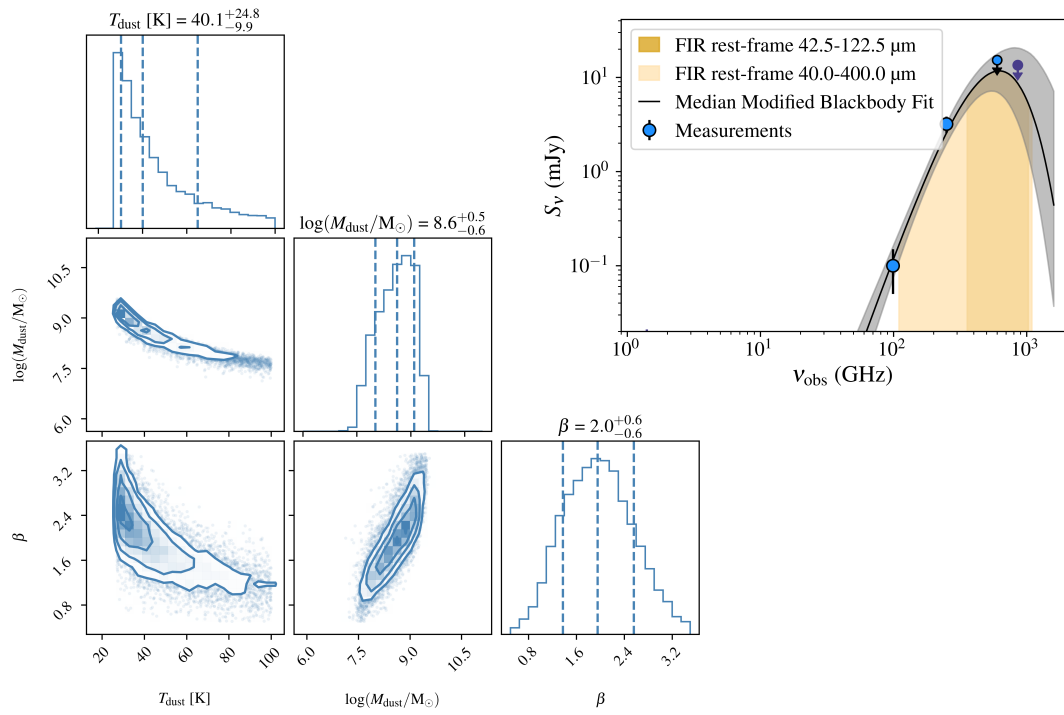 T_dust [K] = 40.1^{+24.8}_{−9.9}
FIR rest-frame 42.5-122.5 µm
FIR rest-frame 40.0-400.0 µm
Median Modified Blackbody Fit
Measurements
10^1
10^0
10^{−1}
S_ν (mJy)
10^0 10^1 10^2 10^3
ν_obs (GHz)
log(M_dust/M_⊙) = 8.6^{+0.5}_{−0.6}
10.5
9.0
7.5
6.0
log(M_dust/M_⊙)
β = 2.0^{+0.6}_{−0.6}
3.2
2.4
1.6
0.8
β
20 40 60 80 100
6.0 7.5 9.0 10.5
0.8 1.6 2.4 3.2
T_dust [K]
log(M_dust/M_⊙)
β